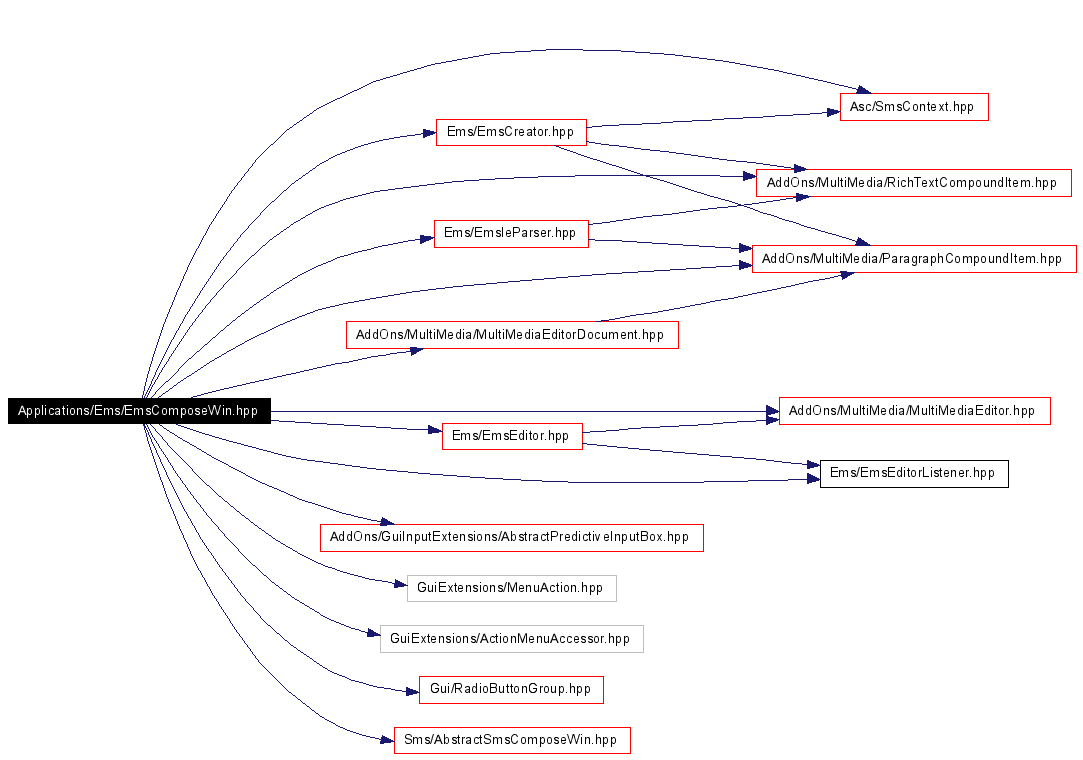 Asc/SmsContext.hpp
Ems/EmsCreator.hpp
AddOns/MultiMedia/RichTextCompoundItem.hpp
Ems/EmsIeParser.hpp
AddOns/MultiMedia/ParagraphCompoundItem.hpp
AddOns/MultiMedia/MultiMediaEditorDocument.hpp
Applications/Ems/EmsComposeWin.hpp
AddOns/MultiMedia/MultiMediaEditor.hpp
Ems/EmsEditor.hpp
Ems/EmsEditorListener.hpp
AddOns/GuiInputExtensions/AbstractPredictiveInputBox.hpp
GuiExtensions/MenuAction.hpp
GuiExtensions/ActionMenuAccessor.hpp
Gui/RadioButtonGroup.hpp
Sms/AbstractSmsComposeWin.hpp